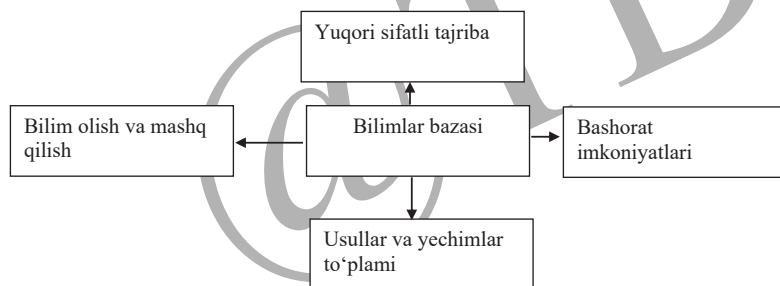 Yuqori sifatli tajriba
Bilim olish va mashq
qilish
Bilimlar bazasi
Bashorat
imkoniyatlari
Usullar va yechimlar
to‘plami